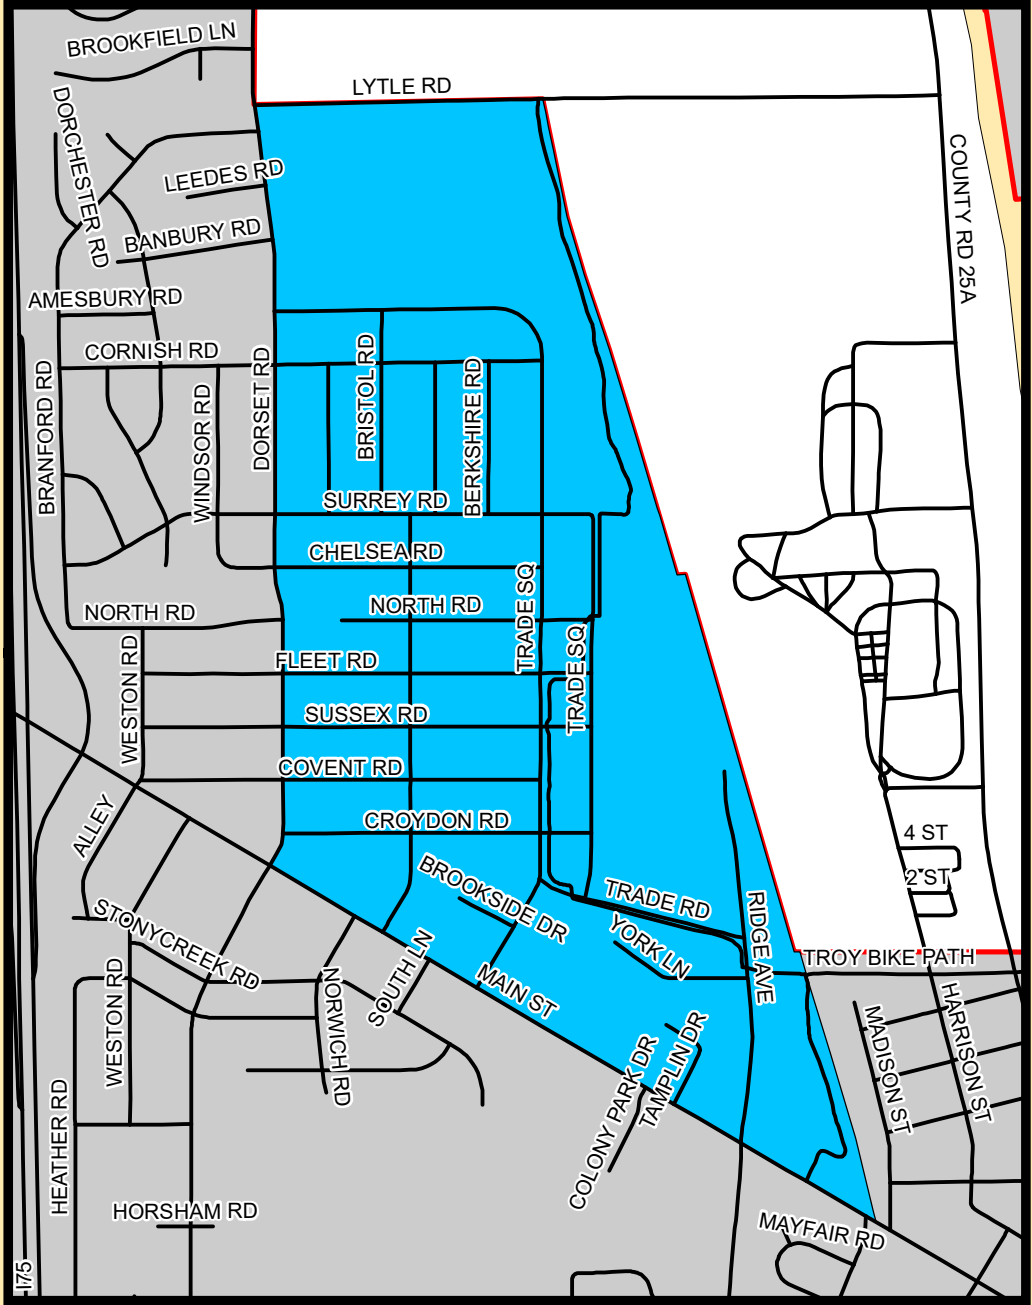 BROOKFIELD LN
LYTLE RD
DORCHESTER RD
COUNTY RD 25A
LEEDES RD
BANBURY RD
AMESBURY RD
CORNISH RD
BRANFORD RD
WINDSOR RD
DORSET RD
BRISTOL RD
BERKSHIRE RD
SURREY RD
CHELSEA RD
NORTH RD
NORTH RD
TRADE SQ
TRADE SQ
WESTON RD
FLEET RD
SUSSEX RD
COVENT RD
CROYDON RD
ALLEY
4 ST
2 ST
BROOKSIDE DR
TRADE RD
RIDGE AVE
STONYCREEK RD
YORK LN
TROY BIKE PATH
SOUTH LN
MAIN ST
WESTON RD
NORWICH RD
MADISON ST
HARRISON ST
COLONY PARK DR
TAMPLIN DR
HEATHER RD
HORSHAM RD
MAYFAIR RD
I75